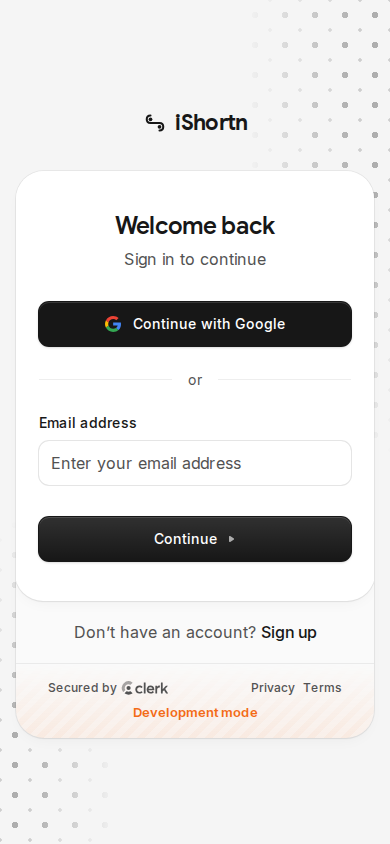 iShortn
Welcome back
Sign in to continue
Continue with Google
or
Email address
Enter your email address
Continue
Don’t have an account? Sign up
Secured by clerk
Privacy Terms
Development mode